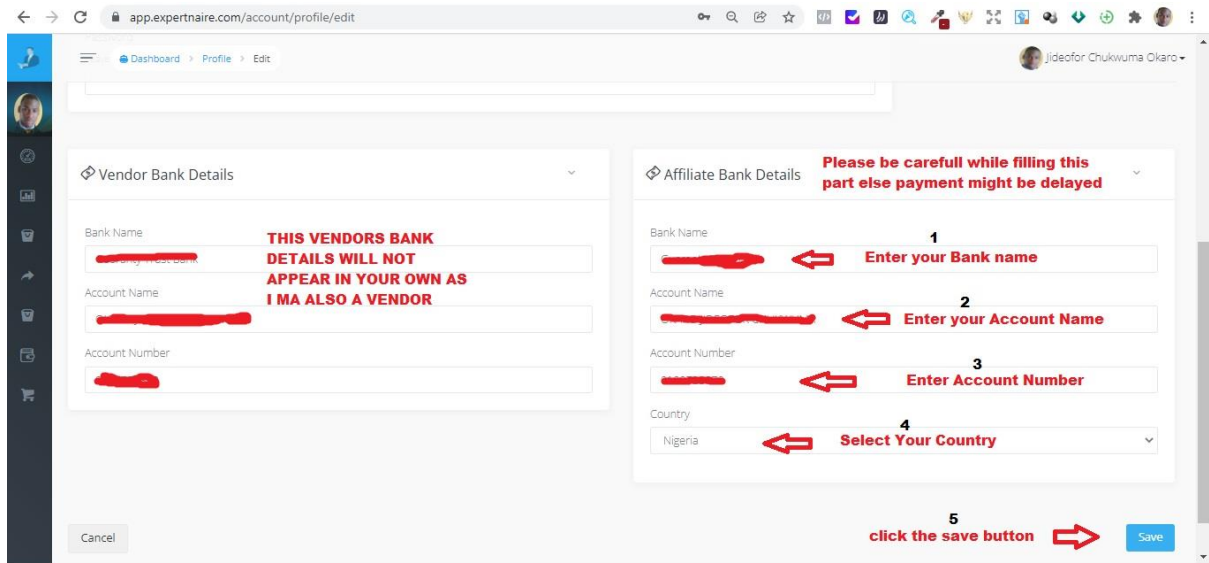 app.expertnaire.com/account/profile/edit
Dashboard > Profile > Edit
Jideofor Chukwuma Okaro
Vendor Bank Details
Bank Name
Trust Bank
THIS VENDORS BANK
DETAILS WILL NOT
APPEAR IN YOUR OWN AS
I MA ALSO A VENDOR
Account Name
Account Number
Affiliate Bank Details
Please be carefull while filling this
part else payment might be delayed
Bank Name
1
Enter your Bank name
Account Name
2
Enter your Account Name
Account Number
3
Enter Account Number
Country
4
Nigeria
Select Your Country
Cancel
5
click the save button
Save